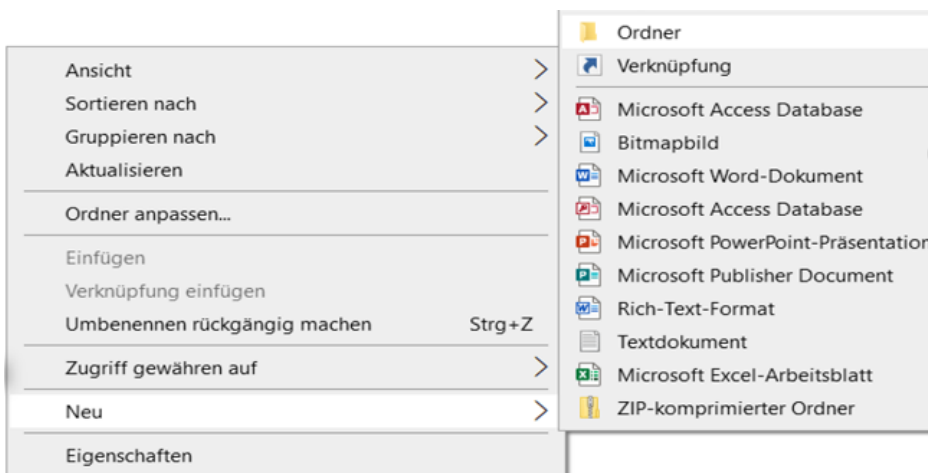 Ansicht
Sortieren nach
Gruppieren nach
Aktualisieren
Ordner anpassen...
Einfügen
Verknüpfung einfügen
Umbenennen rückgängig machen Strg+Z
Zugriff gewähren auf
Neu
Eigenschaften
Ordner
Verknüpfung
Microsoft Access Database
Bitmapbild
Microsoft Word-Dokument
Microsoft Access Database
Microsoft PowerPoint-Präsentation
Microsoft Publisher Document
Rich-Text-Format
Textdokument
Microsoft Excel-Arbeitsblatt
ZIP-komprimierter Ordner